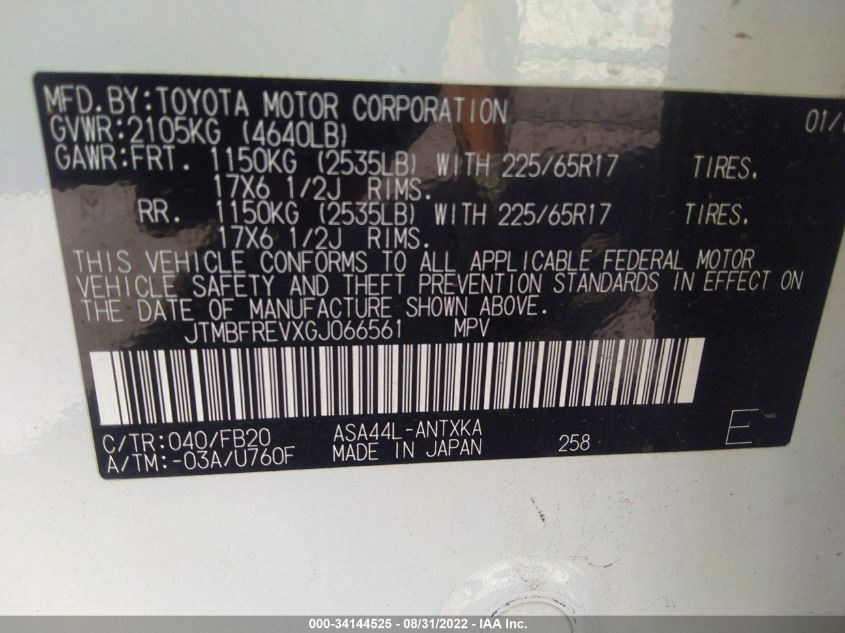 MFD.BY:TOYOTA MOTOR CORPORATION 01/
GVWR:2105KG (4640LB)
GAWR:FRT. 1150KG (2535LB) WITH 225/65R17 TIRES.
17X6 1/2J RIMS.
RR. 1150KG (2535LB) WITH 225/65R17 TIRES.
17X6 1/2J RIMS.
THIS VEHICLE CONFORMS TO ALL APPLICABLE FEDERAL MOTOR
VEHICLE SAFETY AND THEFT PREVENTION STANDARDS IN EFFECT ON
THE DATE OF MANUFACTURE SHOWN ABOVE.
JTMBFREVXGJ066561 MPV
C/TR:040/FB20 ASA44L-ANTXKA
A/TM:-03A/U760F MADE IN JAPAN 258 E
000-34144525 - 08/31/2022 - IAA Inc.